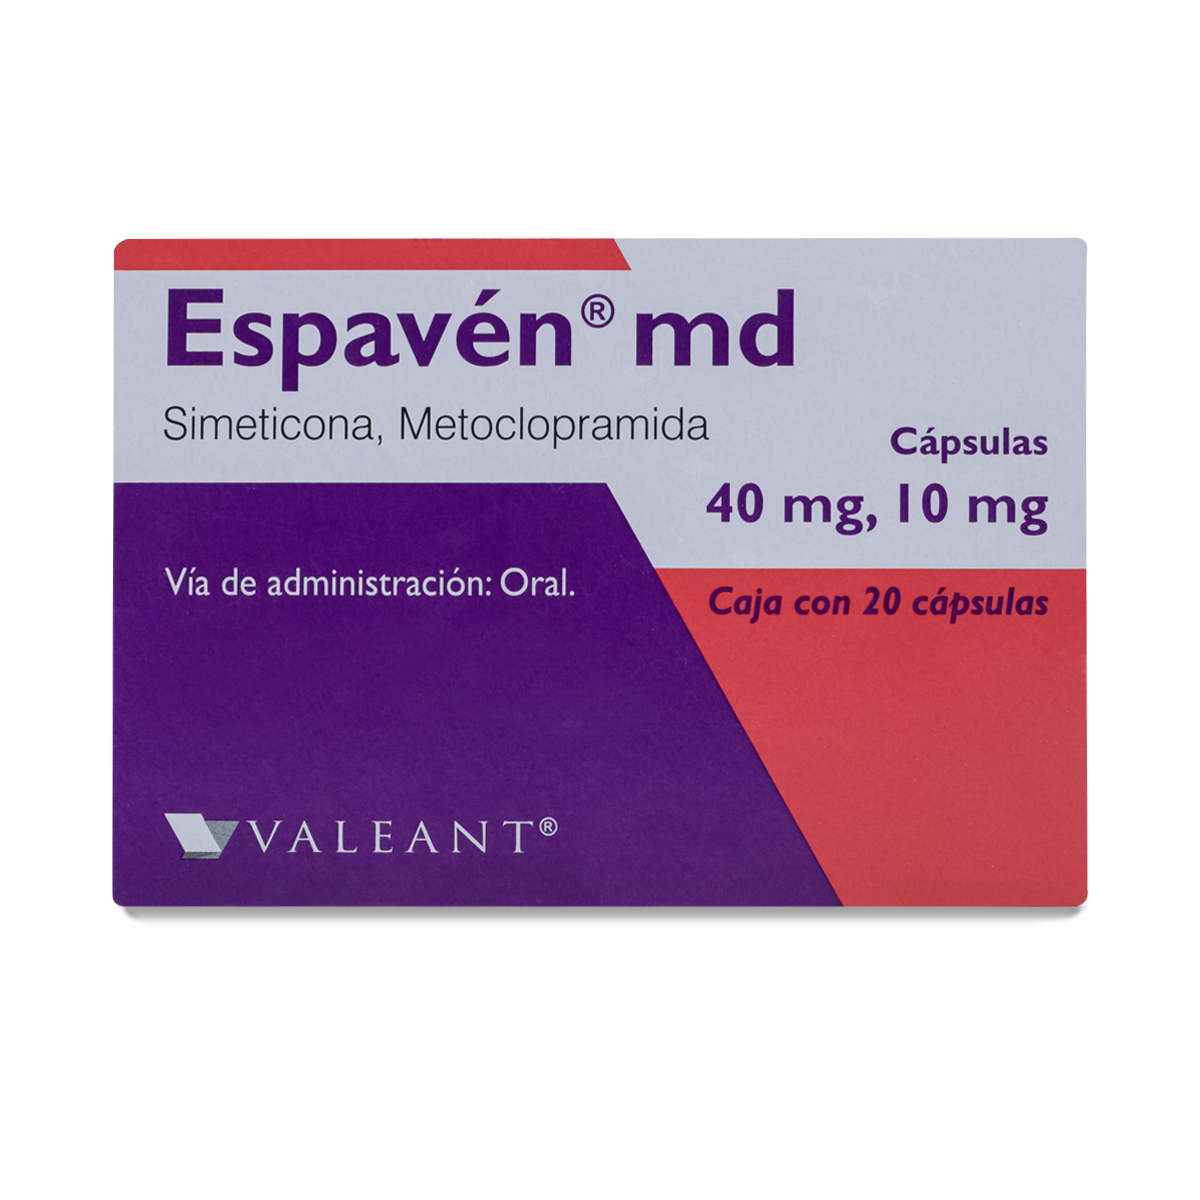 Espavén® md
Simeticona, Metoclopramida
Cápsulas
40 mg, 10 mg
Vía de administración: Oral.
Caja con 20 cápsulas
VALEANT®